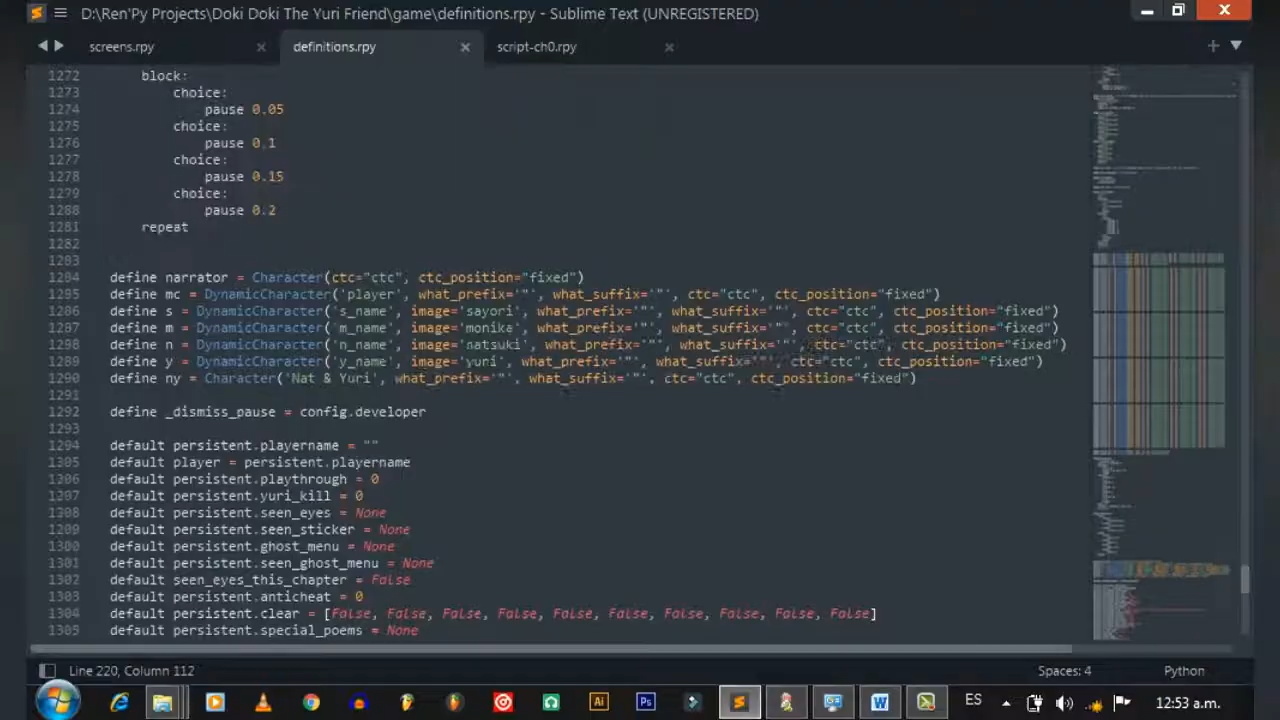 D:\Ren'Py Projects\Doki Doki The Yuri Friend\game\definitions.rpy - Sublime Text (UNREGISTERED)
screens.rpy
definitions.rpy
script-ch0.rpy
1272 block:
1273 choice:
1274 pause 0.05
1275 choice:
1276 pause 0.1
1277 choice:
1278 pause 0.15
1279 choice:
1280 pause 0.2
1281 repeat
1282
1283
1284 define narrator = Character(ctc="ctc", ctc_position="fixed")
1285 define mc = DynamicCharacter('player', what_prefix='"', what_suffix='"', ctc="ctc", ctc_position="fixed")
1286 define s = DynamicCharacter('s_name', image='sayori', what_prefix='"', what_suffix='"', ctc="ctc", ctc_position="fixed")
1287 define m = DynamicCharacter('m_name', image='monika', what_prefix='"', what_suffix='"', ctc="ctc", ctc_position="fixed")
1288 define n = DynamicCharacter('n_name', image='natsuki', what_prefix='"', what_suffix='"', ctc="ctc", ctc_position="fixed")
1289 define y = DynamicCharacter('y_name', image='yuri', what_prefix='"', what_suffix='"', ctc="ctc", ctc_position="fixed")
1290 define ny = Character('Nat & Yuri', what_prefix='"', what_suffix='"', ctc="ctc", ctc_position="fixed")
1291
1292 define _dismiss_pause = config.developer
1293
1294 default persistent.playername = ""
1295 default player = persistent.playername
1296 default persistent.playthrough = 0
1297 default persistent.yuri_kill = 0
1298 default persistent.seen_eyes = None
1299 default persistent.seen_sticker = None
1300 default persistent.ghost_menu = None
1301 default persistent.seen_ghost_menu = None
1302 default seen_eyes_this_chapter = False
1303 default persistent.anticheat = 0
1304 default persistent.clear = [False, False, False, False, False, False, False, False, False, False]
1305 default persistent.special_poems = None
Line 220, Column 112
Spaces: 4
Python
ES
12:53 a.m.